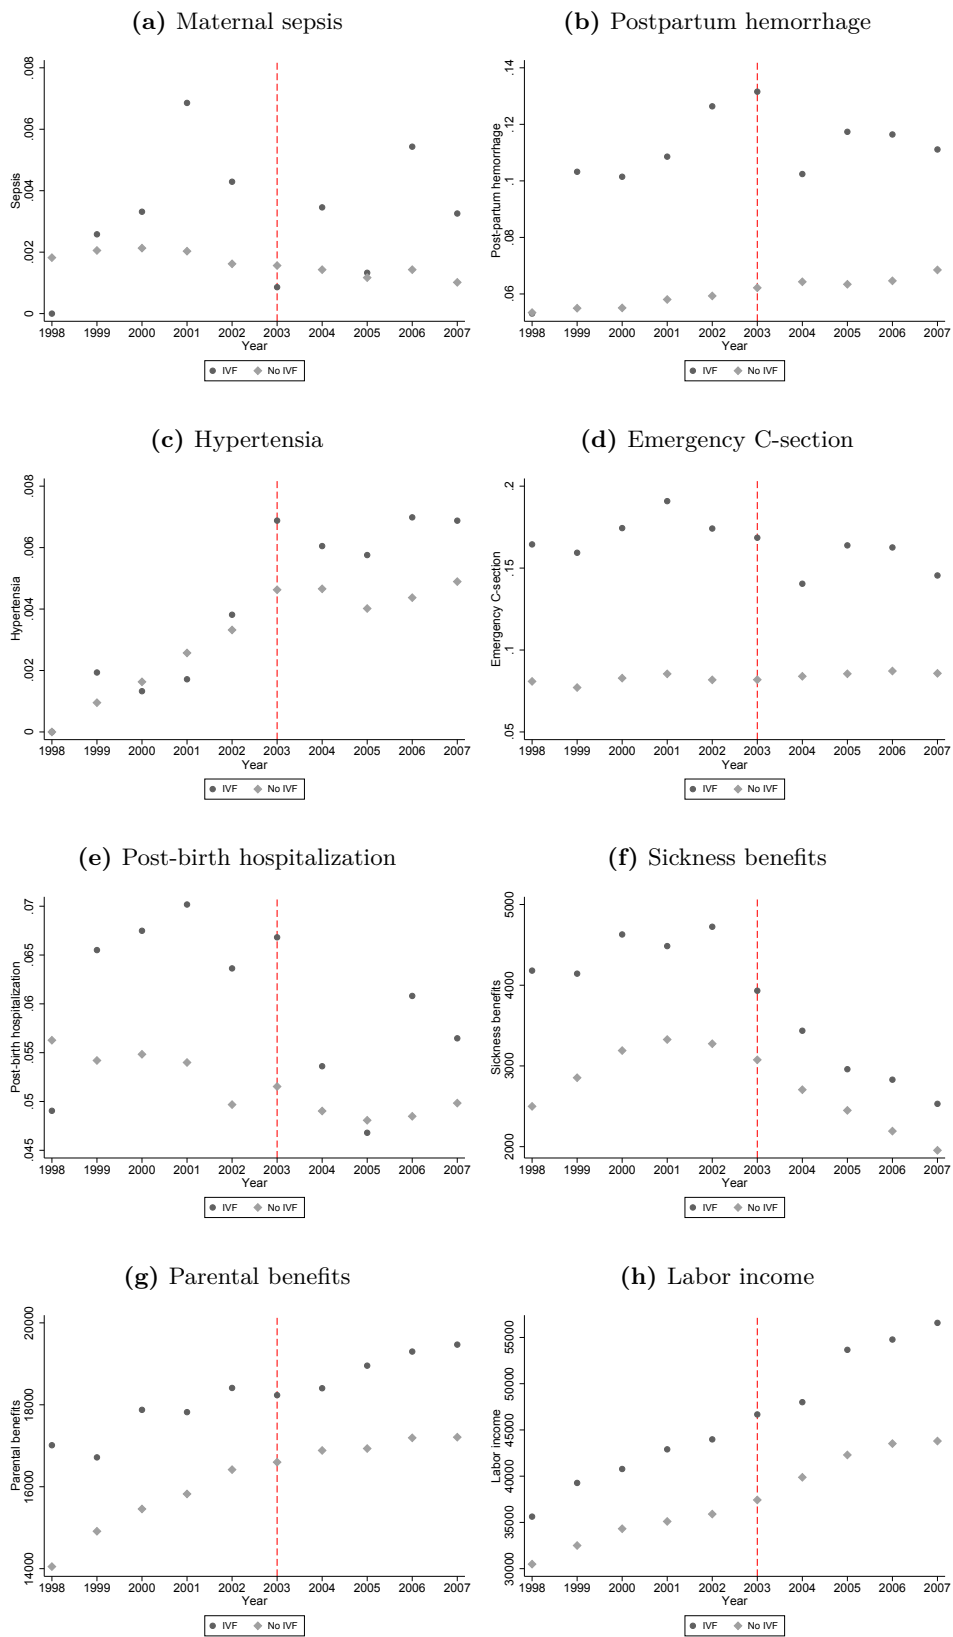 (a) Maternal sepsis
Sepsis
0 .002 .004 .006 .008
1998 1999 2000 2001 2002 2003 2004 2005 2006 2007
Year
IVF No IVF
(b) Postpartum hemorrhage
Post-partum hemorrhage
.06 .08 .1 .12 .14
1998 1999 2000 2001 2002 2003 2004 2005 2006 2007
Year
IVF No IVF
(c) Hypertensia
Hypertensia
0 .002 .004 .006 .008
1998 1999 2000 2001 2002 2003 2004 2005 2006 2007
Year
IVF No IVF
(d) Emergency C-section
Emergency C-section
.05 .1 .15 .2
1998 1999 2000 2001 2002 2003 2004 2005 2006 2007
Year
IVF No IVF
(e) Post-birth hospitalization
Post-birth hospitalization
.045 .05 .055 .06 .065 .07
1998 1999 2000 2001 2002 2003 2004 2005 2006 2007
Year
IVF No IVF
(f) Sickness benefits
Sickness benefits
2000 3000 4000 5000
1998 1999 2000 2001 2002 2003 2004 2005 2006 2007
Year
IVF No IVF
(g) Parental benefits
Parental benefits
14000 16000 18000 20000
1998 1999 2000 2001 2002 2003 2004 2005 2006 2007
Year
IVF No IVF
(h) Labor income
Labor income
30000 35000 40000 45000 50000 55000
1998 1999 2000 2001 2002 2003 2004 2005 2006 2007
Year
IVF No IVF